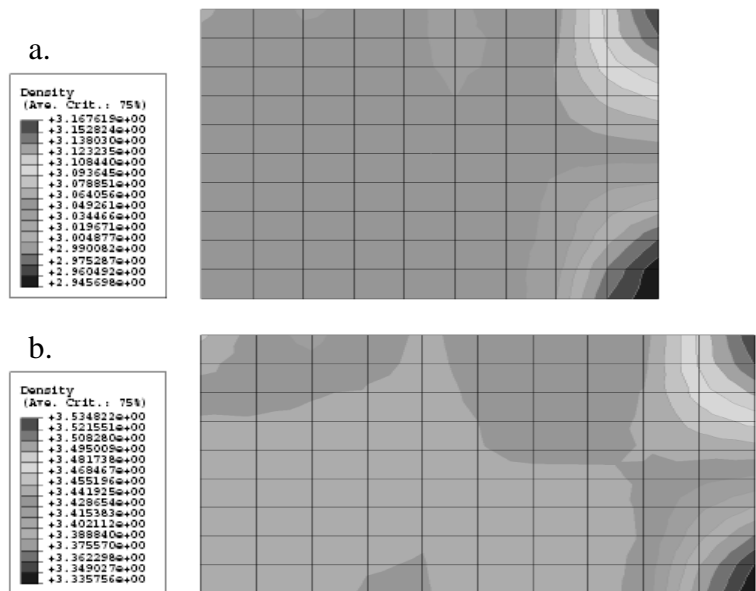 a.
Density
(Ave. Crit.: 75%)
+3.167619e+00
+3.152824e+00
+3.138030e+00
+3.123235e+00
+3.108440e+00
+3.093645e+00
+3.078851e+00
+3.064056e+00
+3.049261e+00
+3.034466e+00
+3.019671e+00
+3.004877e+00
+2.990082e+00
+2.975287e+00
+2.960492e+00
+2.945698e+00
b.
Density
(Ave. Crit.: 75%)
+3.534822e+00
+3.521551e+00
+3.508280e+00
+3.495009e+00
+3.481738e+00
+3.468467e+00
+3.455196e+00
+3.441925e+00
+3.428654e+00
+3.415383e+00
+3.402112e+00
+3.388840e+00
+3.375570e+00
+3.362298e+00
+3.349027e+00
+3.335756e+00